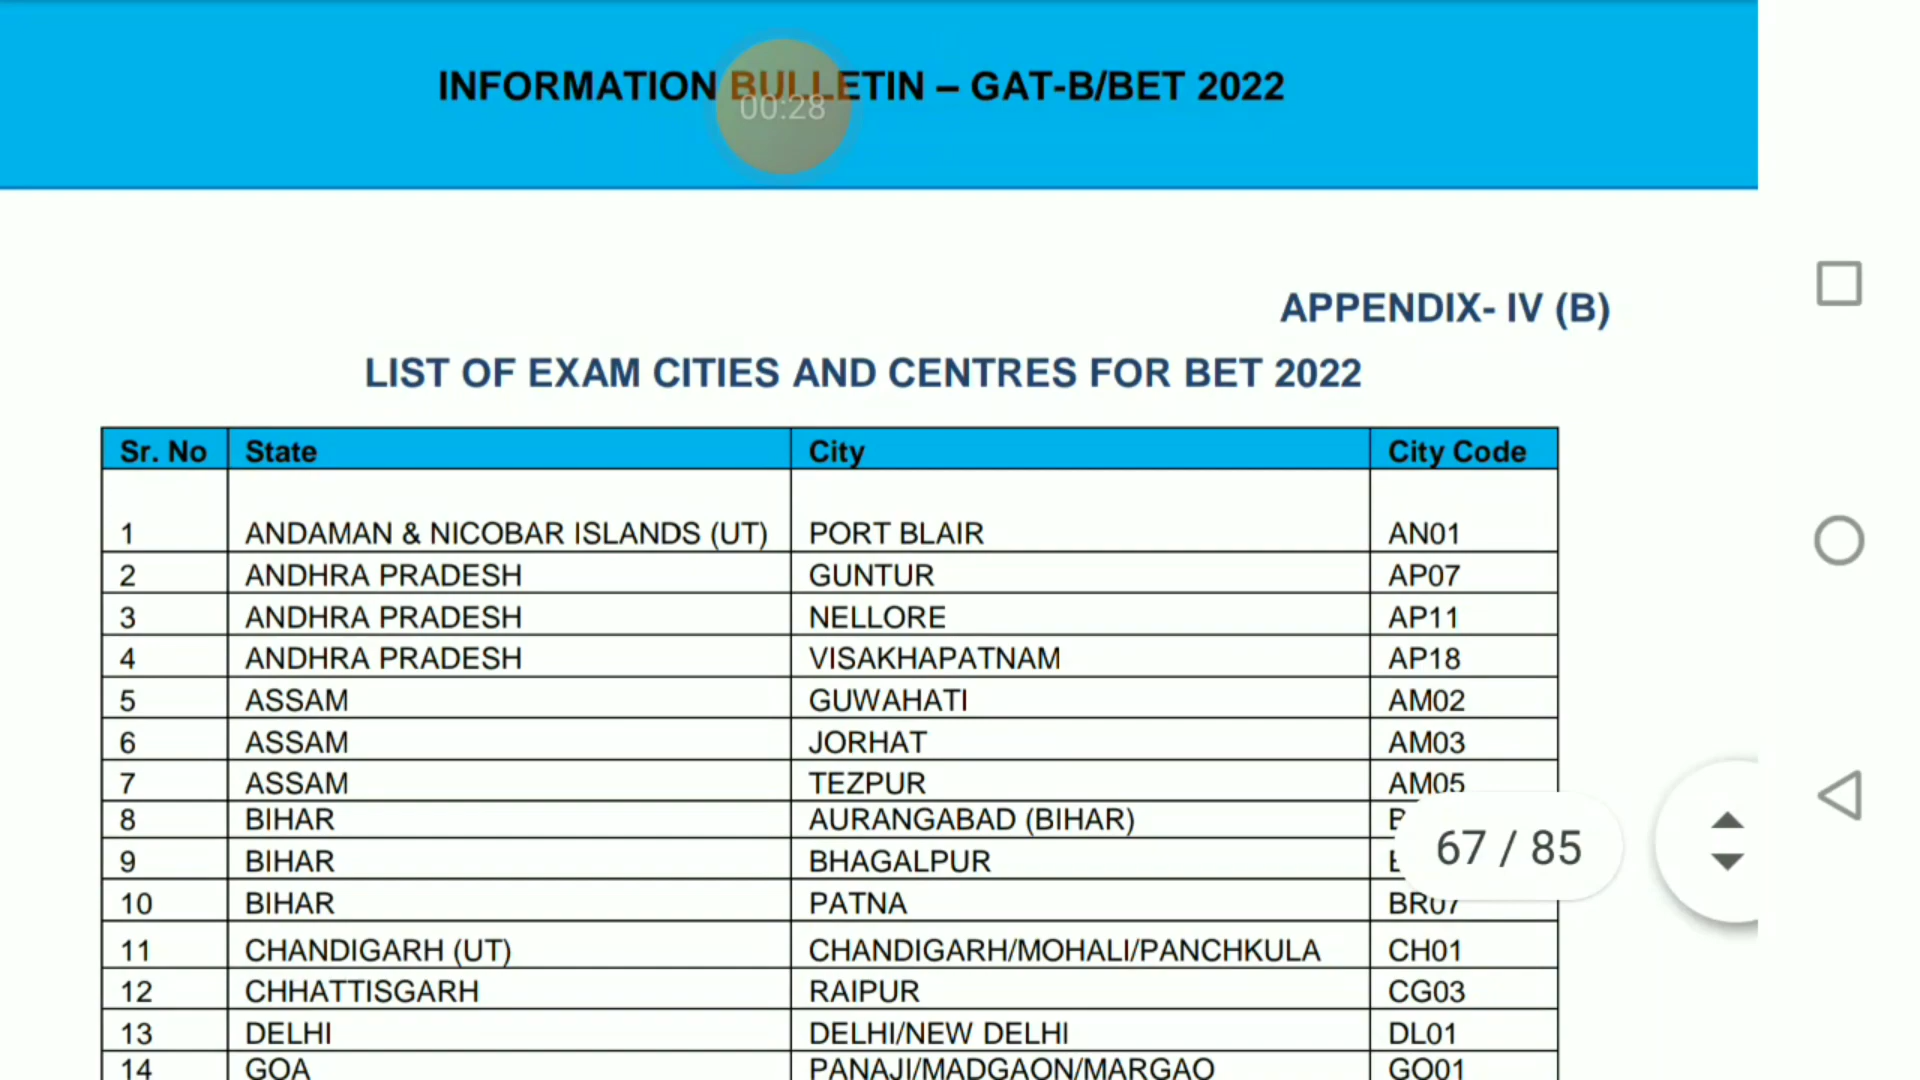 INFORMATION BULLETIN – GAT-B/BET 2022
00:28
APPENDIX- IV (B)
LIST OF EXAM CITIES AND CENTRES FOR BET 2022
Sr. No State City City Code
1 ANDAMAN & NICOBAR ISLANDS (UT) PORT BLAIR AN01
2 ANDHRA PRADESH GUNTUR AP07
3 ANDHRA PRADESH NELLORE AP11
4 ANDHRA PRADESH VISAKHAPATNAM AP18
5 ASSAM GUWAHATI AM02
6 ASSAM JORHAT AM03
7 ASSAM TEZPUR AM05
8 BIHAR AURANGABAD (BIHAR)
9 BIHAR BHAGALPUR
67 / 85
10 BIHAR PATNA BR07
11 CHANDIGARH (UT) CHANDIGARH/MOHALI/PANCHKULA CH01
12 CHHATTISGARH RAIPUR CG03
13 DELHI DELHI/NEW DELHI DL01
14 GOA PANAJI/MADGAON/MARGAO GO01